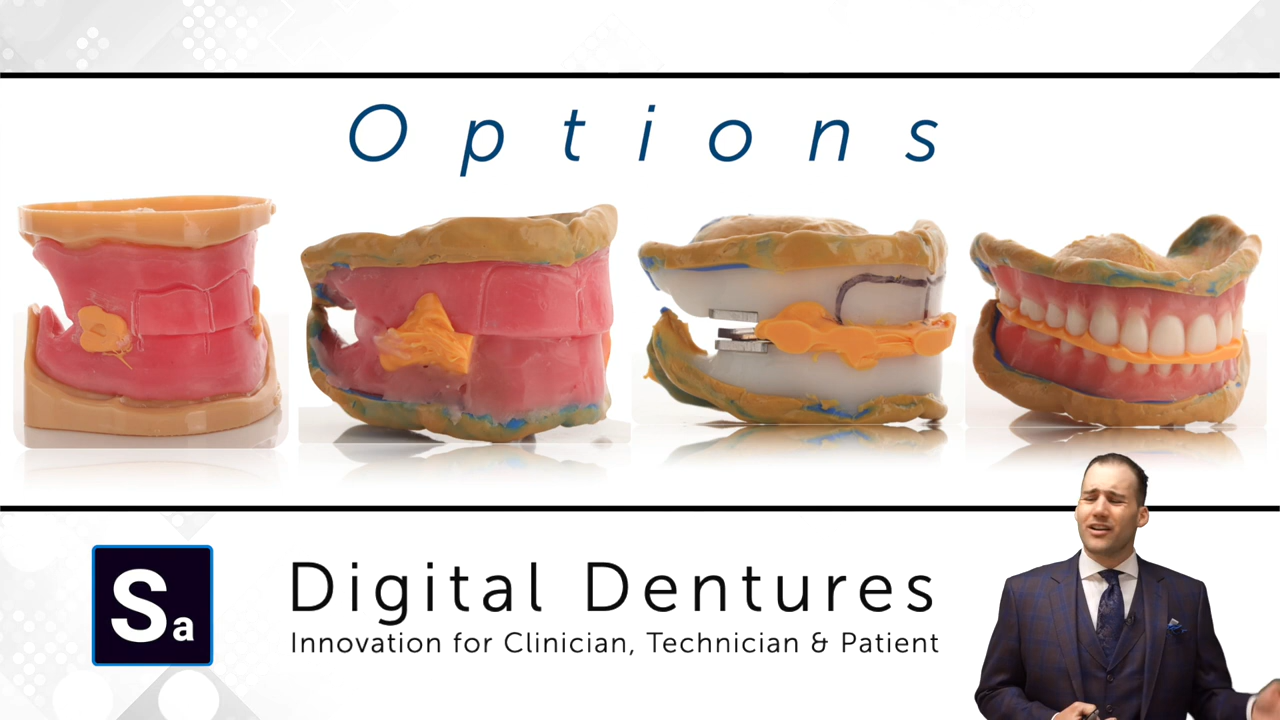 Options
Sa
Digital Dentures
Innovation for Clinician, Technician & Patient